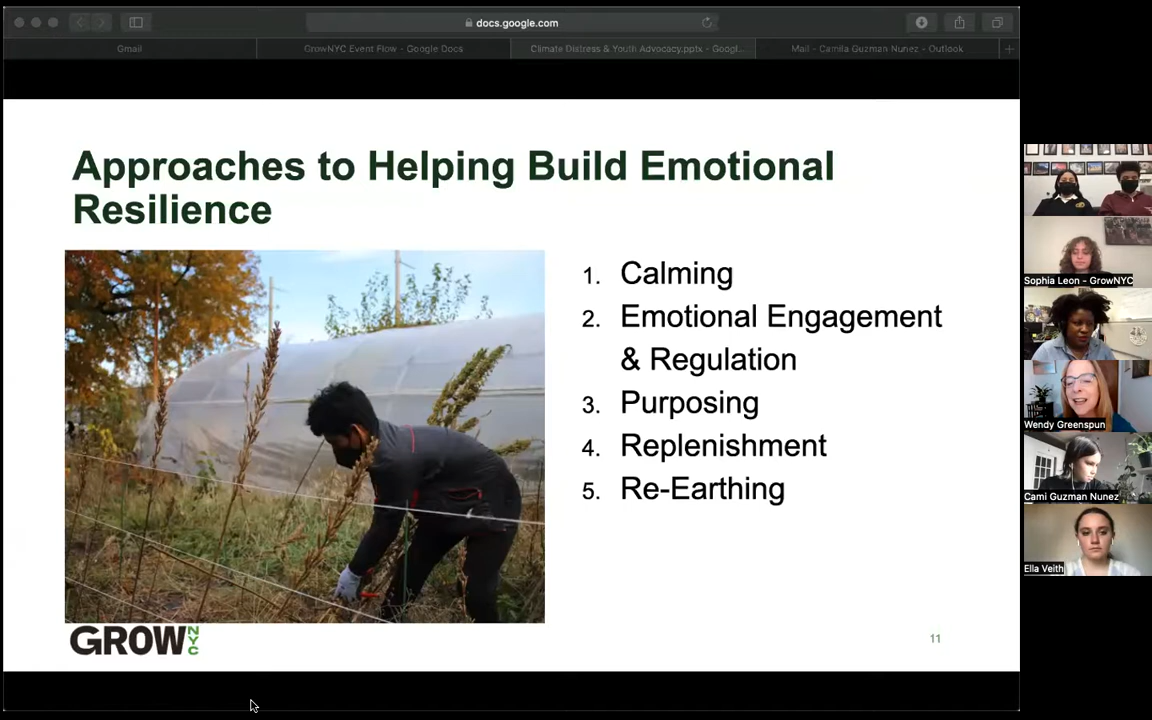 docs.google.com
Gmail
GrowNYC Event Flow - Google Docs
Climate Distress & Youth Advocacy.pptx - Googl...
Mail - Camila Guzman Nunez - Outlook
Approaches to Helping Build Emotional
Resilience
1. Calming
2. Emotional Engagement
& Regulation
3. Purposing
4. Replenishment
5. Re-Earthing
GROWNYC
11
Sophia Leon - GrowNYC
Wendy Greenspun
Cami Guzman Nunez
Ella Veith